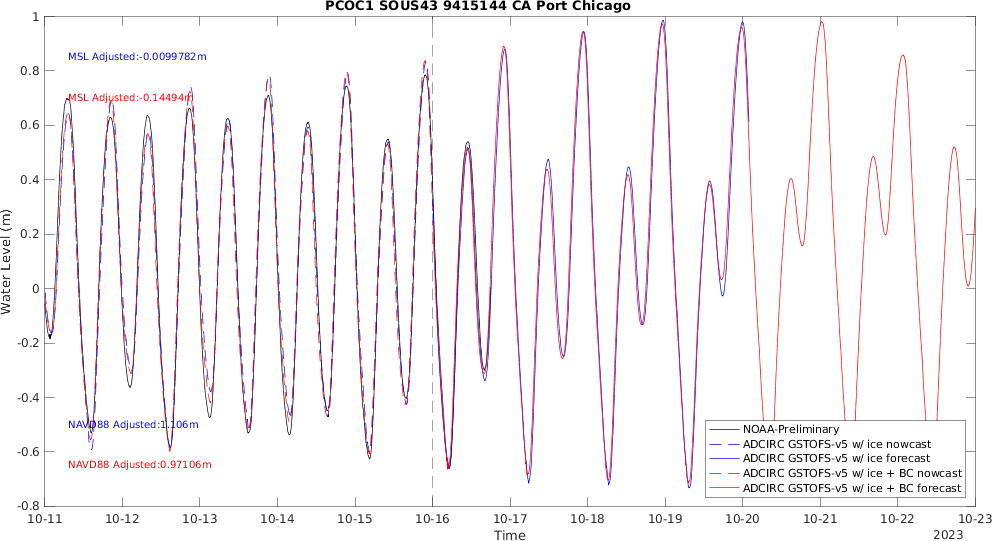 PCOC1 SOUS43 9415144 CA Port Chicago
MSL Adjusted:-0.0099782m
MSL Adjusted:-0.14494m
NAVD88 Adjusted:1.106m
NAVD88 Adjusted:0.97106m
Water Level (m)
1
0.8
0.6
0.4
0.2
0
-0.2
-0.4
-0.6
-0.8
NOAA-Preliminary
ADCIRC GSTOFS-v5 w/ ice nowcast
ADCIRC GSTOFS-v5 w/ ice forecast
ADCIRC GSTOFS-v5 w/ ice + BC nowcast
ADCIRC GSTOFS-v5 w/ ice + BC forecast
10-11 10-12 10-13 10-14 10-15 10-16 10-17 10-18 10-19 10-20 10-21 10-22 10-23
Time
2023